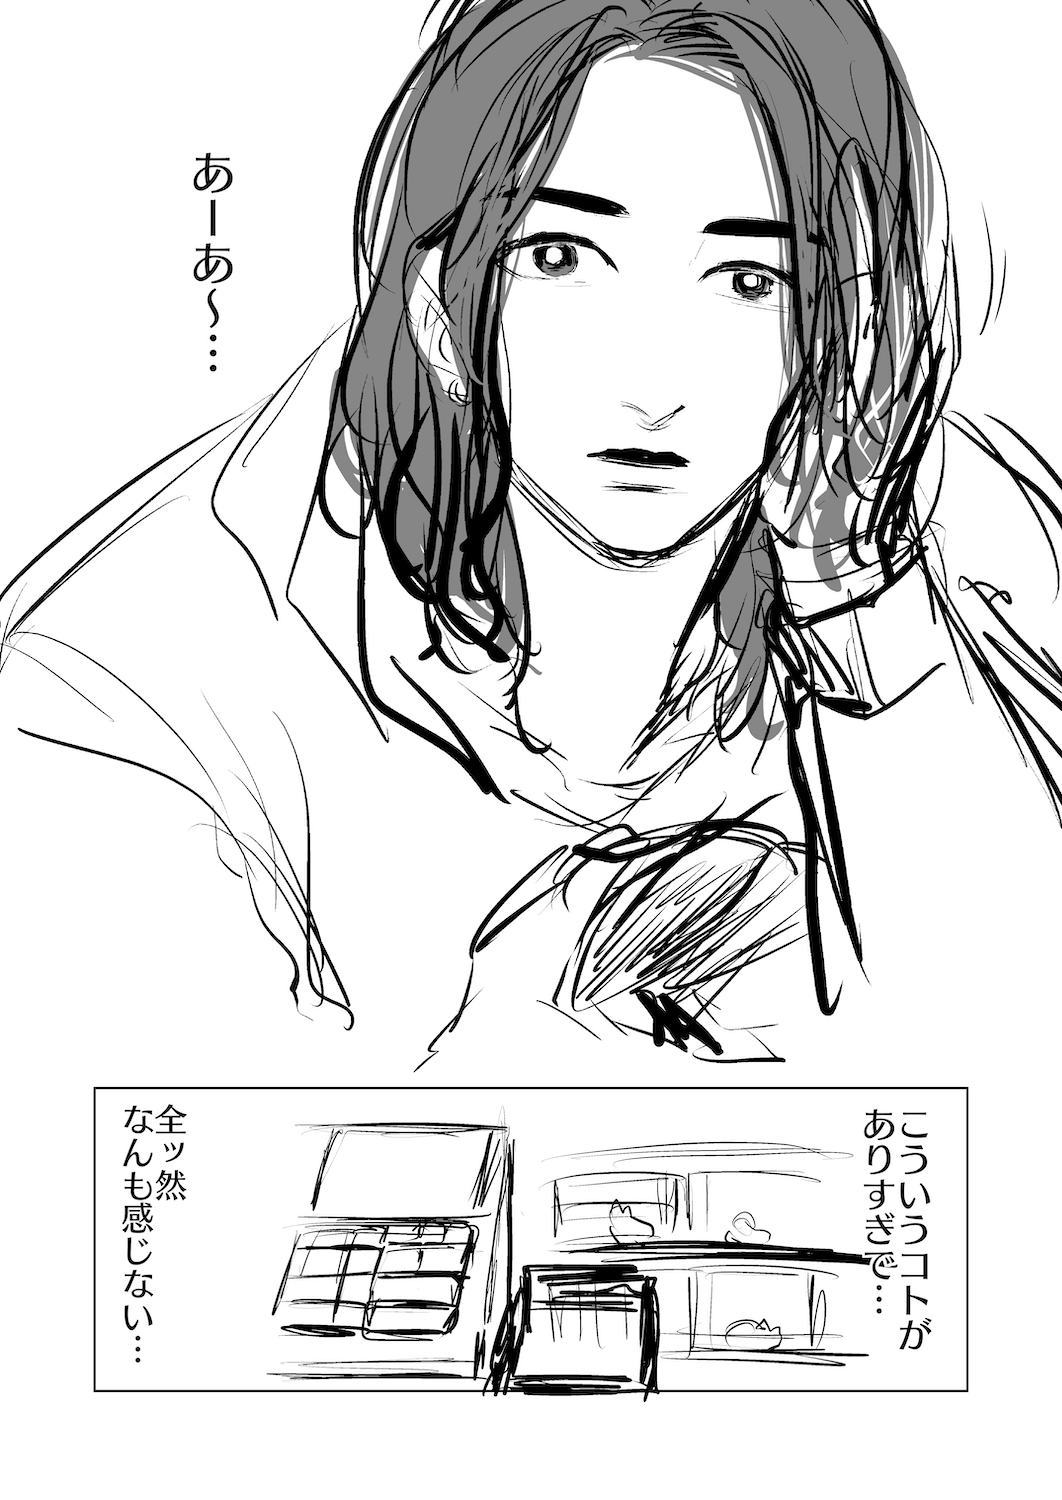 あーあ〜…
こういうコトが
ありすぎで…
全ッ然
なんも感じない…